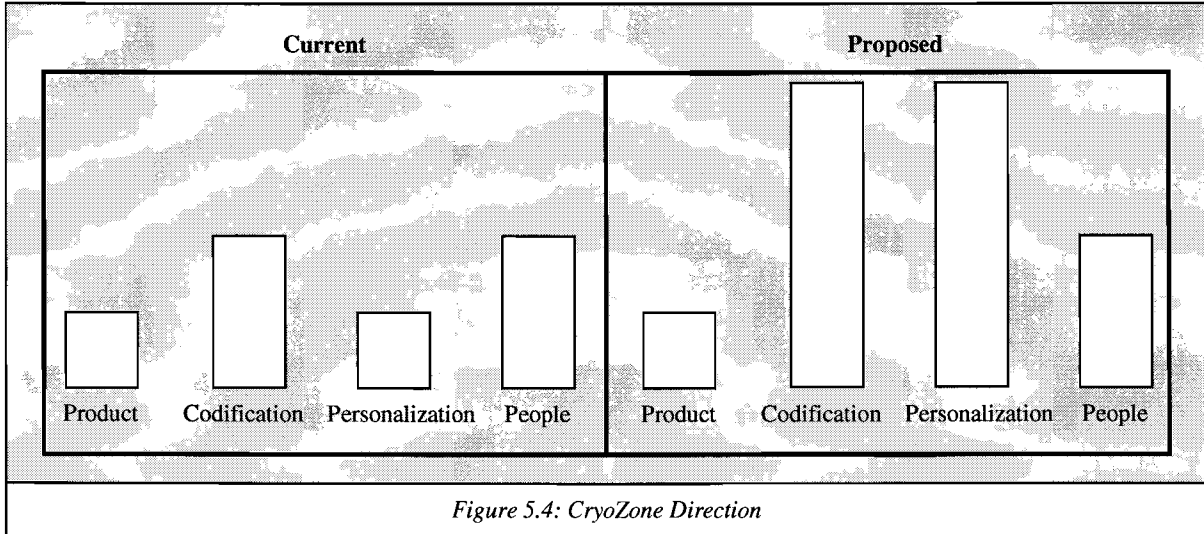 Current Proposed
Product Codification Personalization People Product Codification Personalization People
Figure 5.4: CryoZone Direction